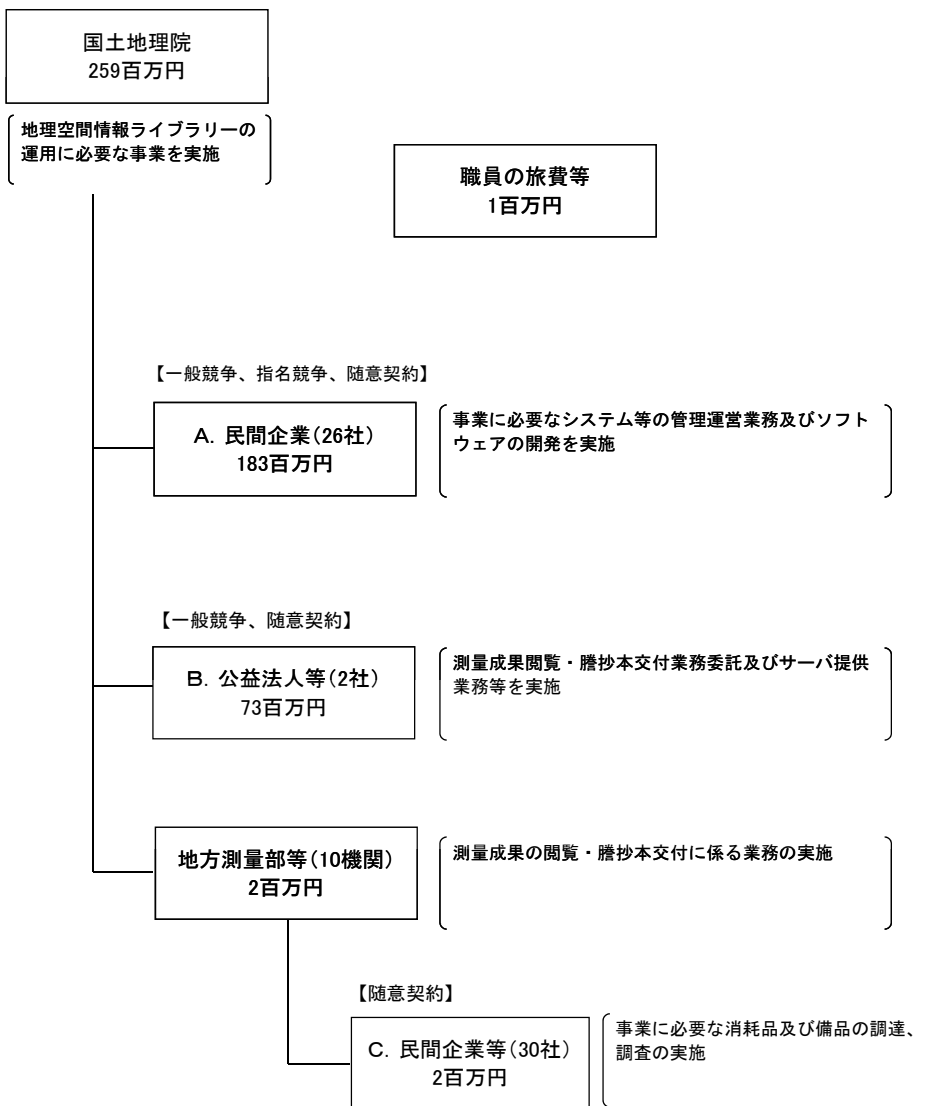 国土地理院
259百万円
地理空間情報ライブラリーの
運用に必要な事業を実施
職員の旅費等
1百万円
【一般競争、指名競争、随意契約】
A．民間企業（26社）
183百万円
事業に必要なシステム等の管理運営業務及びソフト
ウェアの開発を実施
【一般競争、随意契約】
B．公益法人等（2社）
73百万円
測量成果閲覧・謄抄本交付業務委託及びサーバ提供
業務等を実施
地方測量部等（10機関）
2百万円
測量成果の閲覧・謄抄本交付に係る業務の実施
【随意契約】
C．民間企業等（30社）
2百万円
事業に必要な消耗品及び備品の調達、
調査の実施